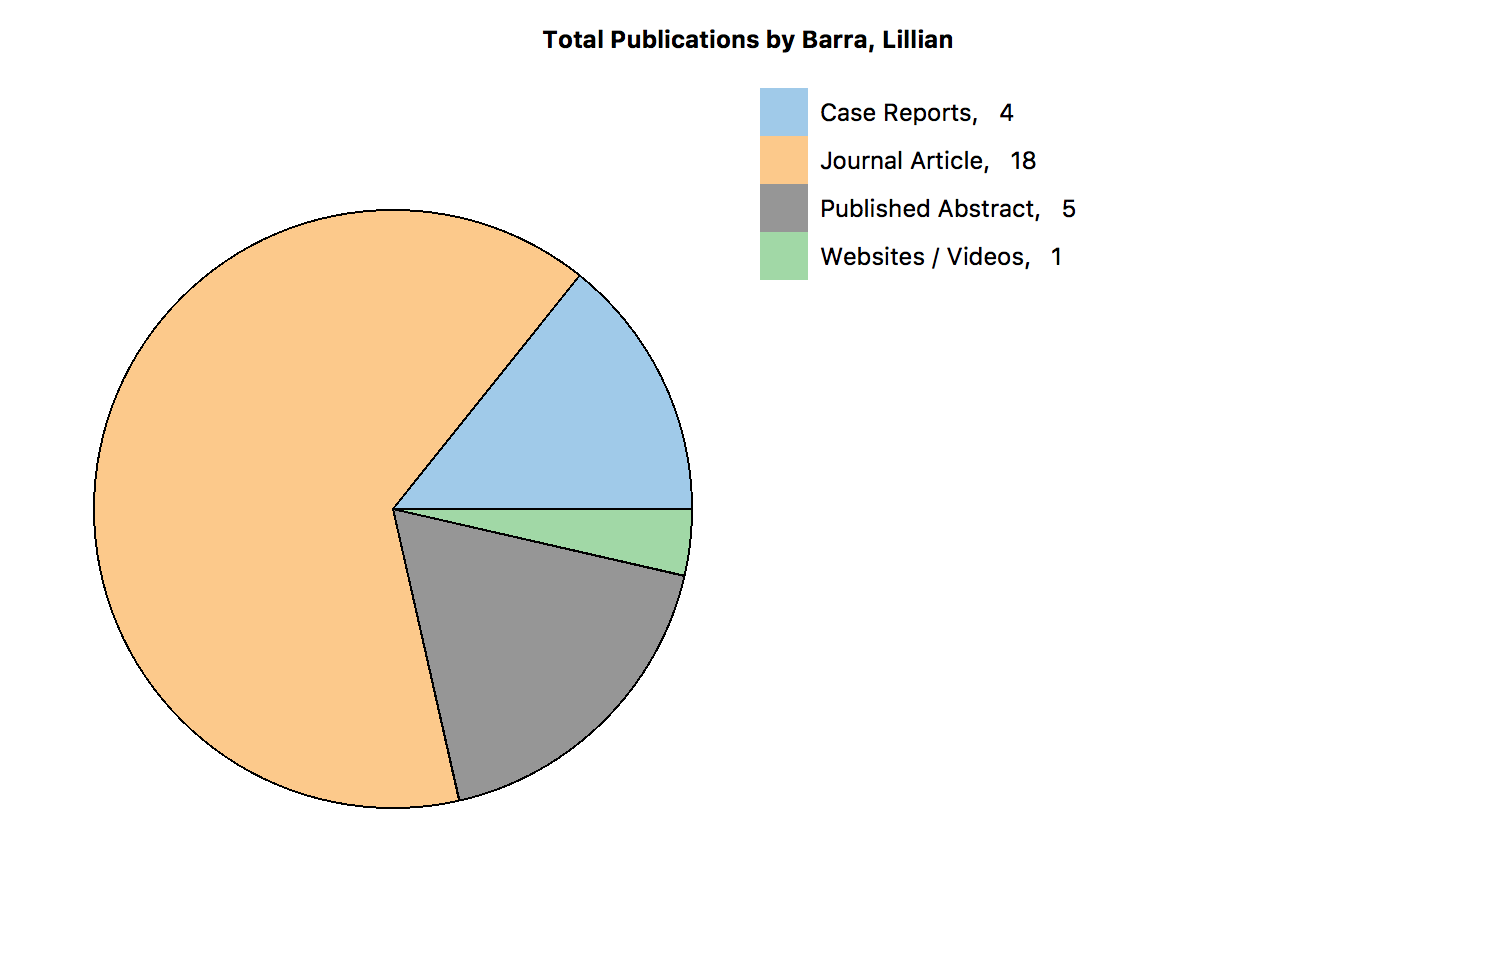 Total Publications by Barra, Lillian
Case Reports, 4
Journal Article, 18
Published Abstract, 5
Websites / Videos, 1